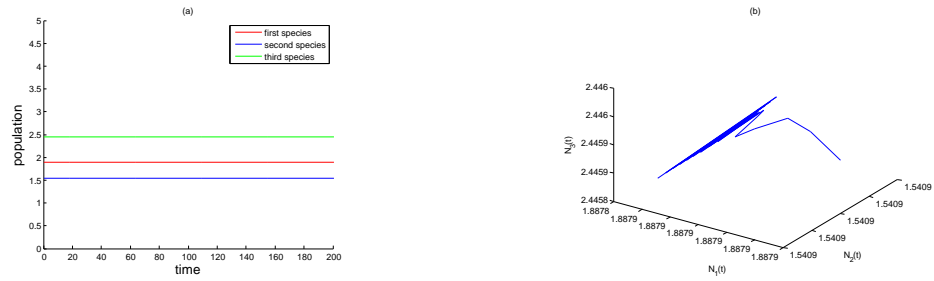 (a)
5
4.5
4
3.5
3
2.5
2
1.5
1
0.5
0
population
first species
second species
third species
0 20 40 60 80 100 120 140 160 180 200
time
(b)
2.446
2.446
2.4459
2.4459
2.4458
N3(t)
1.8878
1.8879
1.8879
1.8879
1.8879
1.8879
1.8879
N1(t)
1.5409
1.5409
1.5409
1.5409
1.5409
N2(t)